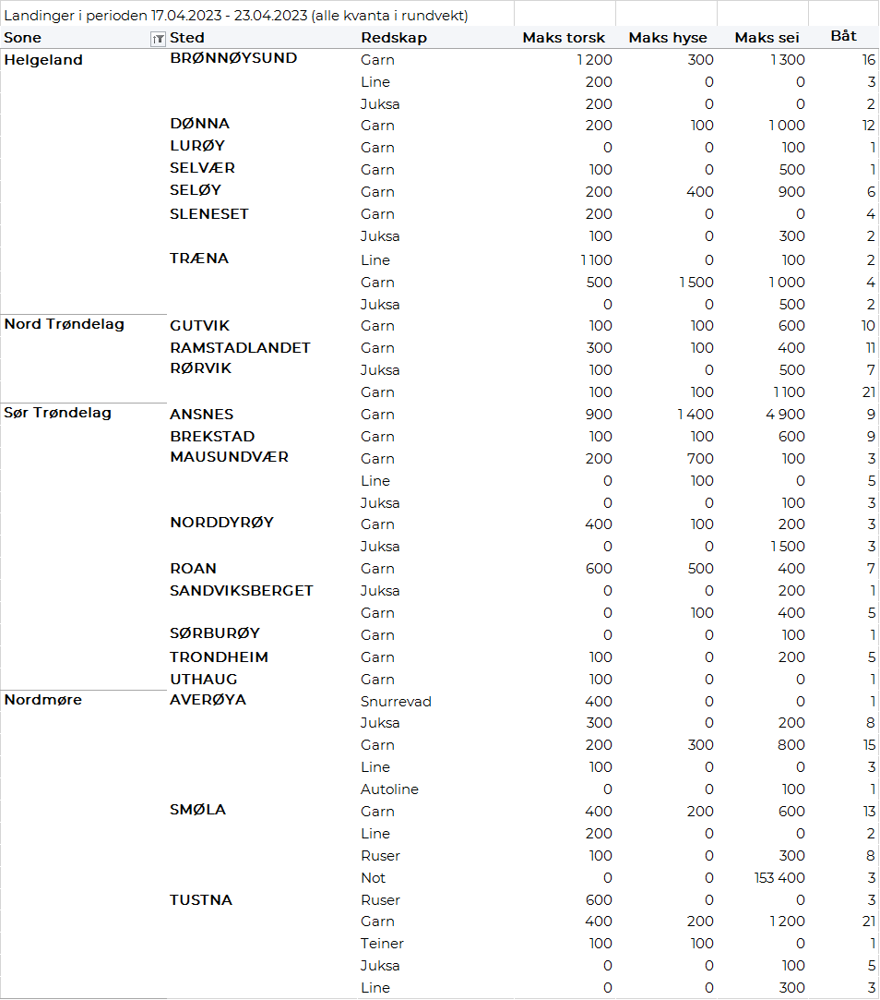 Landinger i perioden 17.04.2023 - 23.04.2023 (alle kvanta i rundvekt)
Sone Sted Redskap Maks torsk Maks hyse Maks sei Båt
Helgeland BRØNNØYSUND Garn 1 200 300 1 300 16
Line 200 0 0 3
Juksa 200 0 0 2
DØNNA Garn 200 100 1 000 12
LURØY Garn 0 0 100 1
SELVÆR Garn 100 0 500 1
SELØY Garn 200 400 900 6
SLENESET Garn 200 0 0 4
Juksa 100 0 300 2
TRÆNA Line 1 100 0 100 2
Garn 500 1 500 1 000 4
Juksa 0 0 500 2
Nord Trøndelag GUTVIK Garn 100 100 600 10
RAMSTADLANDET Garn 300 100 400 11
RØRVIK Juksa 100 0 500 7
Garn 100 100 1 100 21
Sør Trøndelag ANSNES Garn 900 1 400 4 900 9
BREKSTAD Garn 100 100 600 9
MAUSUNDVÆR Garn 200 700 100 3
Line 0 100 0 5
Juksa 0 0 100 3
NORDDYRØY Garn 400 100 200 3
Juksa 0 0 1 500 3
ROAN Garn 600 500 400 7
SANDVIKSBERGET Juksa 0 0 200 1
Garn 0 100 400 5
SØRBURØY Garn 0 0 100 1
TRONDHEIM Garn 100 0 200 5
UTHAUG Garn 100 0 0 1
Nordmøre AVERØYA Snurrevad 400 0 0 1
Juksa 300 0 200 8
Garn 200 300 800 15
Line 100 0 0 3
Autoline 0 0 100 1
SMØLA Garn 400 200 600 13
Line 200 0 0 2
Ruser 100 0 300 8
Not 0 0 153 400 3
TUSTNA Ruser 600 0 0 3
Garn 400 200 1 200 21
Teiner 100 100 0 1
Juksa 0 0 100 5
Line 0 0 300 3